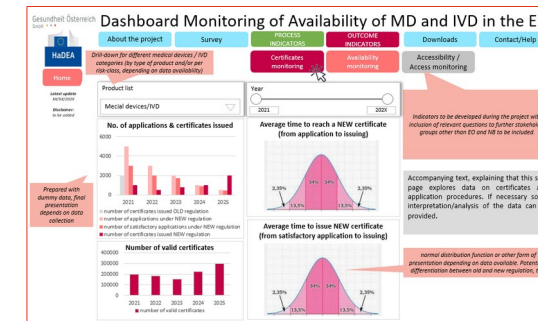 Gesundheit Österreich
Dashboard Monitoring of Availability of MD and IVD in the E
About the project
Survey
PROCESS
INDICATORS
OUTCOME
INDICATORS
Downloads
Contact/Help
HaDEA
Home
Latest update
Disclaimer:
to be added
Drill-down for different medical devices / IVD
categories (by type of product and/or per
risk-class, depending on data availability)
Certificates
monitoring
Availability
monitoring
Accessibility /
Access monitoring
Product list
Mecial devices/IVD
Year
2021
202X
Indicators to be developed during the project wit
inclusion of relevant questions to further stakehol
groups other than EO and NB to be included
No. of applications & certificates issued
6000
4000
2000
0
2021 2022 2023 2024 2025
number of certificates issued OLD regulation
number of applications under NEW regulation
number of satisfactory applications under NEW regulation
number of certificates issued NEW regulation
Prepared with
dummy data, final
presentation
depends on data
collection
Average time to reach a NEW certificate
(from application to issuing)
34% 34%
2,35% 2,35%
13,5% 13,5%
Accompanying text, explaining that this s
page explores data on certificates a
application procedures. If necessary so
interpretation/analysis of the data can
provided.
Number of valid certificates
400000
300000
200000
100000
0
2021 2022 2023 2024 2025
number of valid certificates
Average time to issue NEW certificate
(from satisfactory application to issuing)
34% 34%
2,35% 2,35%
13,5% 13,5%
normal distribution function or other form of
presentation depending on data available. Potent
differentiation between old and new regulation, t